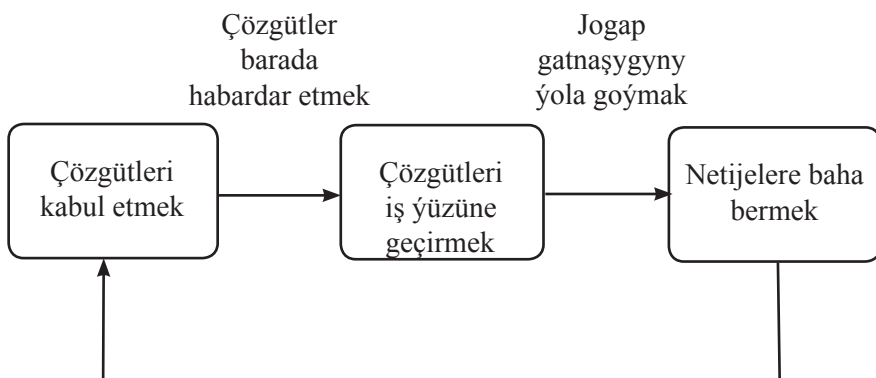 Çözgütler
barada
habardar etmek
Jogap
gatnaşygyny
ýola goýmak
Çözgütleri
kabul etmek
Çözgütleri
iş ýüzüne
geçirmek
Netijelere baha
bermek